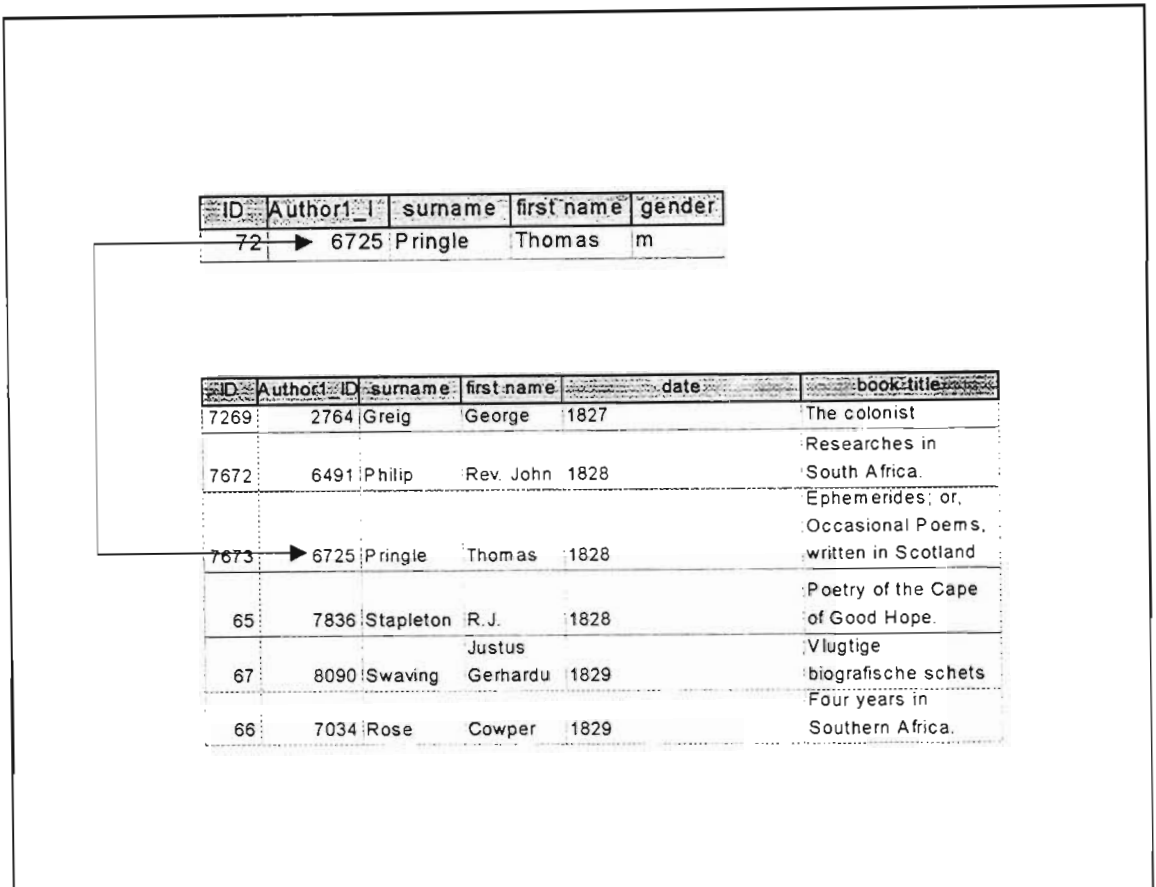 ID Author1_I surname first name gender
72 6725 Pringle Thomas m
ID Author1_ID surname first name date book title
7269 2764 Greig George 1827 The colonist
Researches in
7672 6491 Philip Rev. John 1828 South Africa.
Ephemerides; or,
Occasional Poems,
7673 6725 Pringle Thomas 1828 written in Scotland
Poetry of the Cape
65 7836 Stapleton R.J. 1828 of Good Hope.
Justus Vlugtige
67 8090 Swaving Gerhardu 1829 biografische schets
Four years in
66 7034 Rose Cowper 1829 Southern Africa.